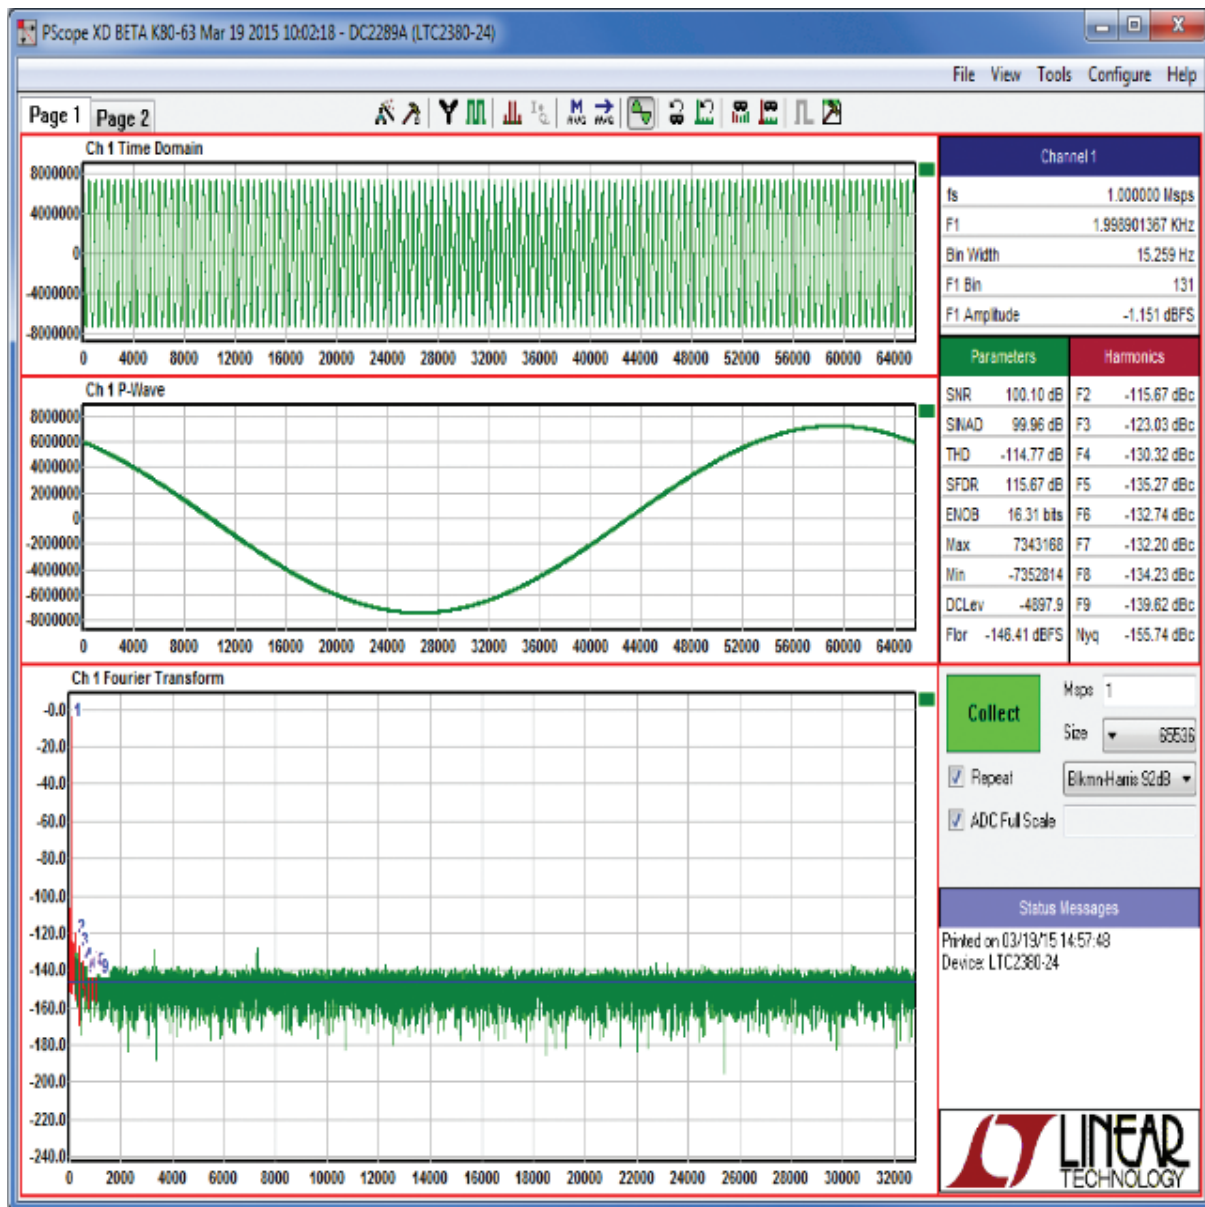 PScope XD BETA K80-63 Mar 19 2015 10:02:18 - DC2289A (LTC2380-24)
File View Tools Configure Help
Page 1 Page 2
Ch 1 Time Domain
8000000
4000000
0
-4000000
-8000000
0 4000 8000 12000 16000 20000 24000 28000 32000 36000 40000 44000 48000 52000 56000 60000 64000
Ch 1 P-Wave
8000000
6000000
4000000
2000000
0
-2000000
-4000000
-6000000
-8000000
0 4000 8000 12000 16000 20000 24000 28000 32000 36000 40000 44000 48000 52000 56000 60000 64000
Ch 1 Fourier Transform
-0.0
-20.0
-40.0
-60.0
-80.0
-100.0
-120.0
-140.0
-160.0
-180.0
-200.0
-220.0
-240.0
1
2
3
9
0 2000 4000 6000 8000 10000 12000 14000 16000 18000 20000 22000 24000 26000 28000 30000 32000
Channel 1
fs 1.000000 Msps
F1 1.998901367 KHz
Bin Width 15.259 Hz
F1 Bin 131
F1 Amplitude -1.151 dBFS
Parameters Harmonics
SNR 100.10 dB F2 -115.67 dBc
SINAD 99.96 dB F3 -123.03 dBc
THD -114.77 dB F4 -130.32 dBc
SFDR 115.67 dB F5 -135.27 dBc
ENOB 16.31 bits F6 -132.74 dBc
Max 7343168 F7 -132.20 dBc
Min -7352814 F8 -134.23 dBc
DCLev -4897.9 F9 -139.62 dBc
Flor -146.41 dBFS Nyq -155.74 dBc
Collect
Msps 1
Size 65536
Repeat
Blkmn-Harris 92dB
ADC Full Scale
Status Messages
Printed on 03/19/15 14:57:48
Device: LTC2380-24
LINEAR
TECHNOLOGY